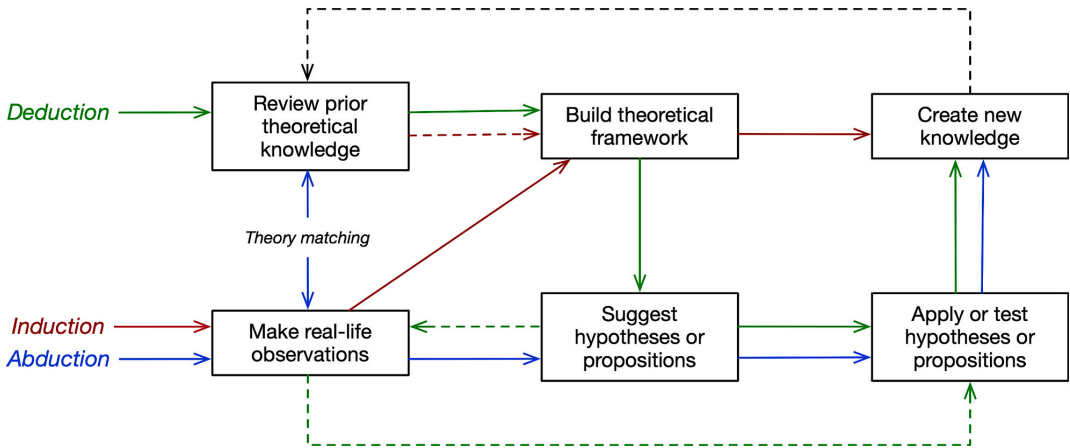 Deduction
Review prior
theoretical
knowledge
Build theoretical
framework
Create new
knowledge
Theory matching
Induction
Abduction
Make real-life
observations
Suggest
hypotheses or
propositions
Apply or test
hypotheses or
propositions